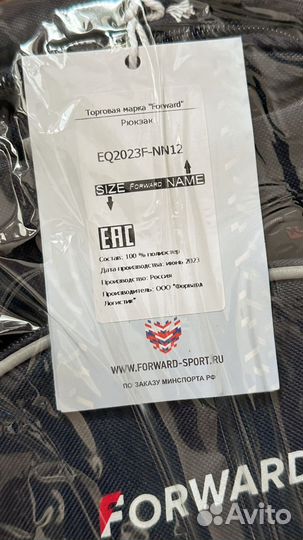 Торговая марка "Forward"
Рюкзак
EQ2023F-NN12
SIZE FORWARD NAME
EAC
Состав: 100 % полиэстер
Дата производства: июнь 2023
Производство: Россия
Производитель: ООО "Форвард
Логистик"
WWW.FORWARD-SPORT.RU
ПО ЗАКАЗУ МИНСПОРТА РФ
FORWARD
Avito